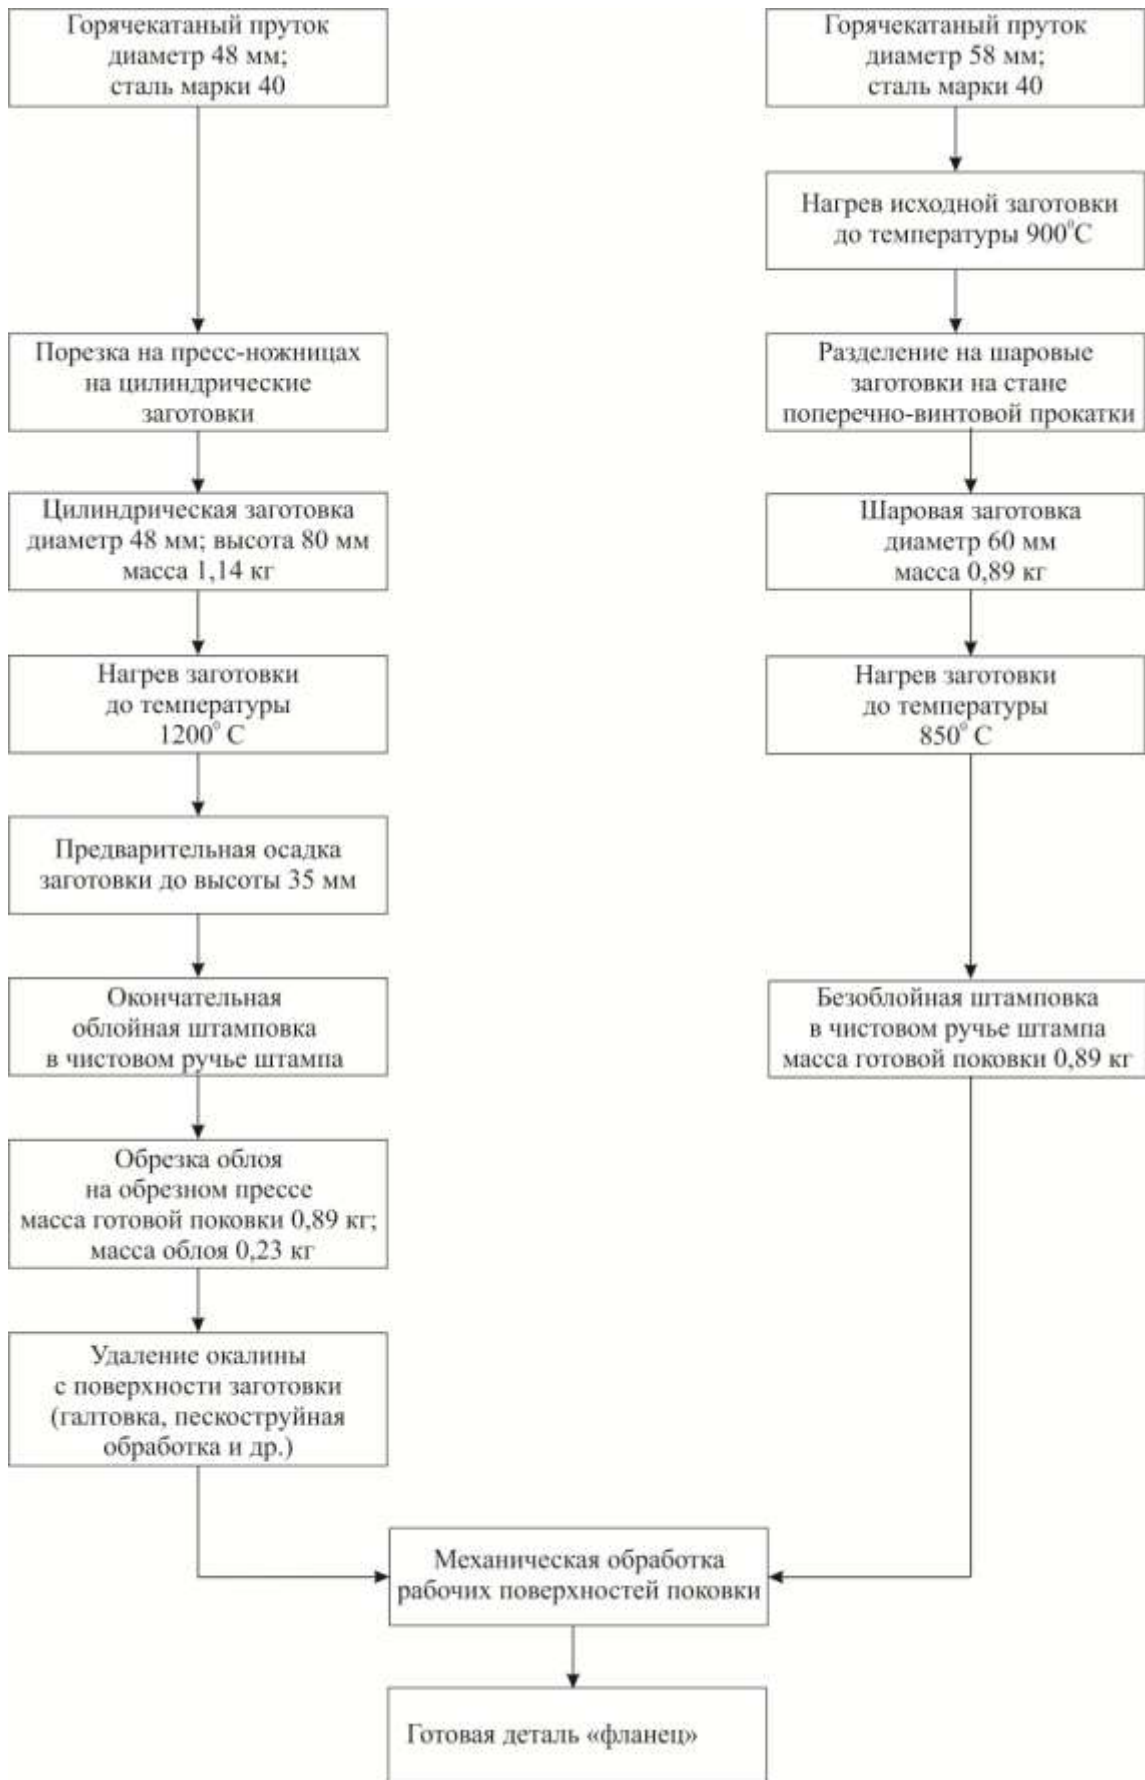 Горячекатаный пруток
диаметр 48 мм;
сталь марки 40
Порезка на пресс-ножницах
на цилиндрические
заготовки
Цилиндрическая заготовка
диаметр 48 мм; высота 80 мм
масса 1,14 кг
Нагрев заготовки
до температуры
1200° С
Предварительная осадка
заготовки до высоты 35 мм
Окончательная
облойная штамповка
в чистовом ручье штампа
Обрезка облоя
на обрезном прессе
масса готовой поковки 0,89 кг;
масса облоя 0,23 кг
Удаление окалины
с поверхности заготовки
(галтовка, пескоструйная
обработка и др.)
Горячекатаный пруток
диаметр 58 мм;
сталь марки 40
Нагрев исходной заготовки
до температуры 900°С
Разделение на шаровые
заготовки на стане
поперечно-винтовой прокатки
Шаровая заготовка
диаметр 60 мм
масса 0,89 кг
Нагрев заготовки
до температуры
850° С
Безоблойная штамповка
в чистовом ручье штампа
масса готовой поковки 0,89 кг
Механическая обработка
рабочих поверхностей поковки
Готовая деталь «фланец»